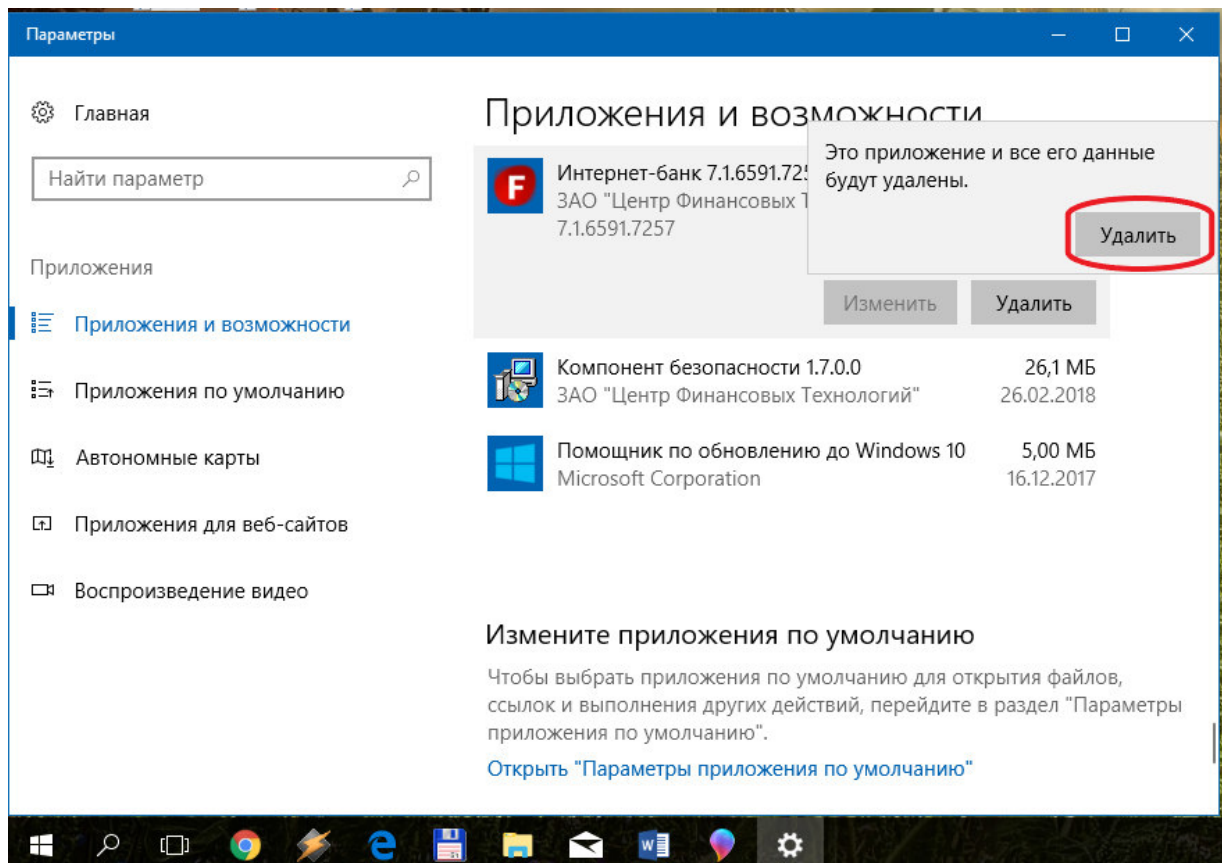 Параметры
Главная
Найти параметр
Приложения
Приложения и возможности
Приложения по умолчанию
Автономные карты
Приложения для веб-сайтов
Воспроизведение видео
Приложения и возможности
Интернет-банк 7.1.6591.725
ЗАО "Центр Финансовых
7.1.6591.7257
Это приложение и все его данные
будут удалены.
Удалить
Изменить Удалить
Компонент безопасности 1.7.0.0 26,1 МБ
ЗАО "Центр Финансовых Технологий" 26.02.2018
Помощник по обновлению до Windows 10 5,00 МБ
Microsoft Corporation 16.12.2017
Измените приложения по умолчанию
Чтобы выбрать приложения по умолчанию для открытия файлов,
ссылок и выполнения других действий, перейдите в раздел "Параметры
приложения по умолчанию".
Открыть "Параметры приложения по умолчанию"